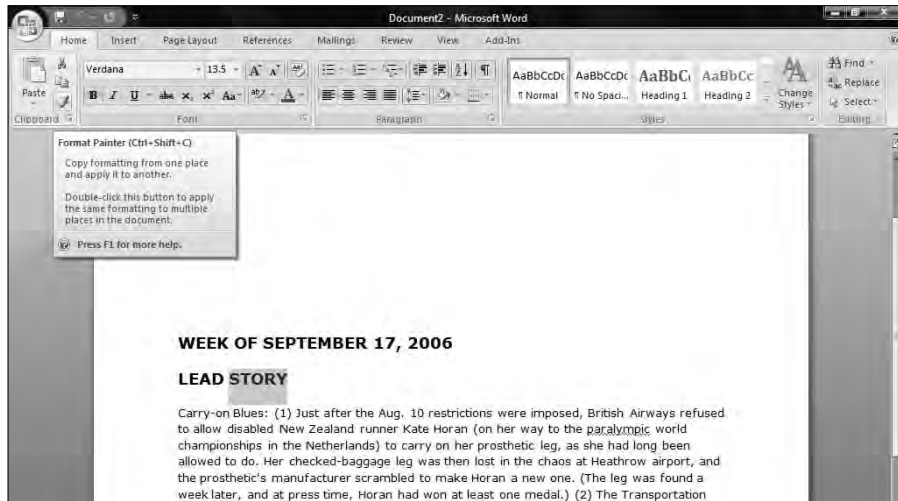 Document2 - Microsoft Word
Home Insert Page Layout References Mailings Review View Add-Ins
Paste
Verdana 13.5
B I U abc x₂ x² Aa A
AaBbCcDc AaBbCcDc AaBbC AaBbCc
¶ Normal ¶ No Spaci... Heading 1 Heading 2
Change Styles
Find
Replace
Select
Clipboard Font Paragraph Styles Editing
Format Painter (Ctrl+Shift+C)
Copy formatting from one place
and apply it to another.
Double-click this button to apply
the same formatting to multiple
places in the document.
Press F1 for more help.
WEEK OF SEPTEMBER 17, 2006
LEAD STORY
Carry-on Blues: (1) Just after the Aug. 10 restrictions were imposed, British Airways refused
to allow disabled New Zealand runner Kate Horan (on her way to the paralympic world
championships in the Netherlands) to carry on her prosthetic leg, as she had long been
allowed to do. Her checked-baggage leg was then lost in the chaos at Heathrow airport, and
the prosthetic's manufacturer scrambled to make Horan a new one. (The leg was found a
week later, and at press time, Horan had won at least one medal.) (2) The Transportation